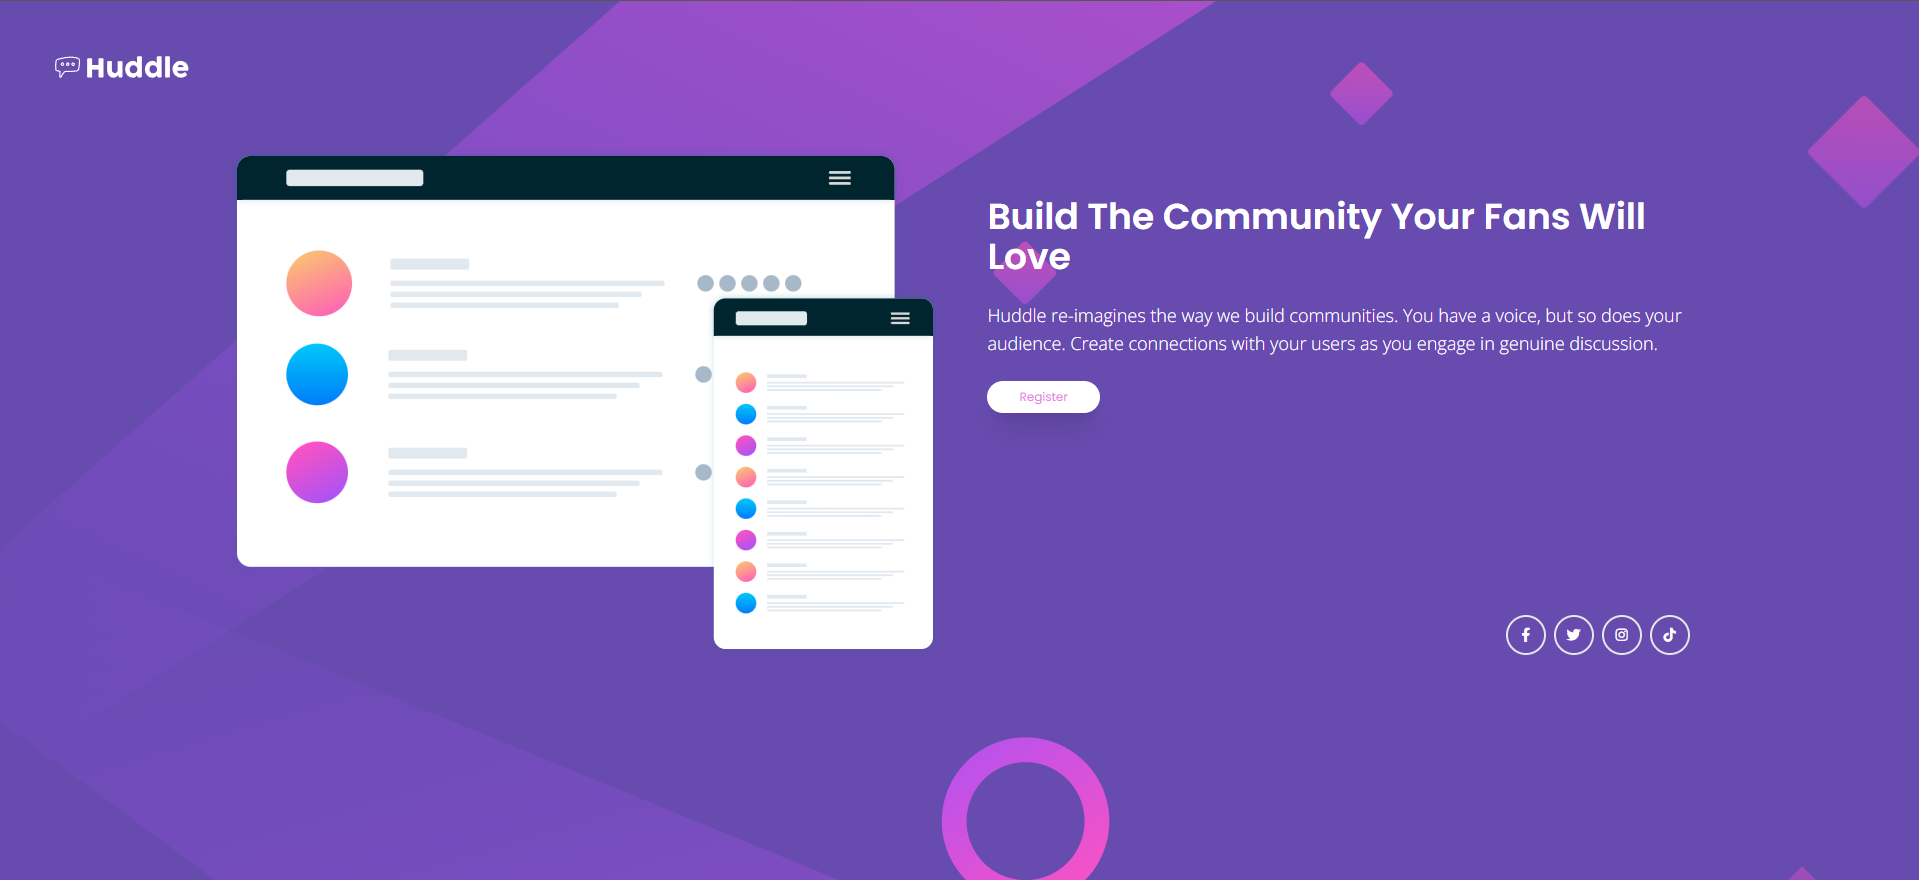 Huddle
Build The Community Your Fans Will
Love
Huddle re-imagines the way we build communities. You have a voice, but so does your
audience. Create connections with your users as you engage in genuine discussion.
Register